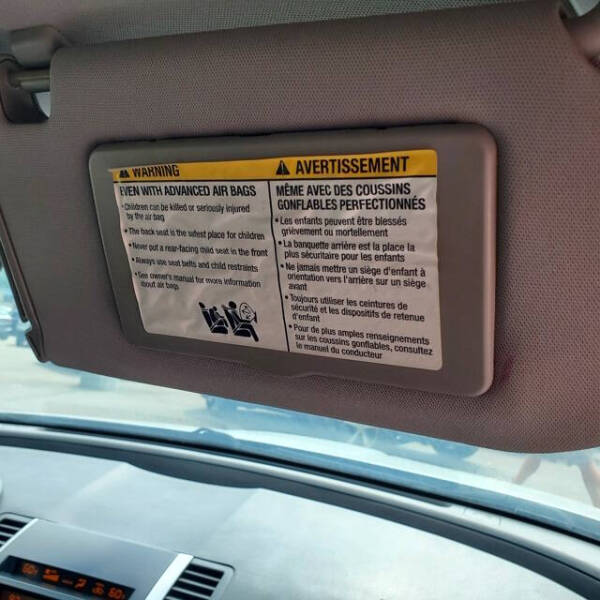 WARNING
EVEN WITH ADVANCED AIR BAGS
• Children can be killed or seriously injured
by the air bag
• The back seat is the safest place for children
• Never put a rear-facing child seat in the front
• Always use seat belts and child restraints
• See owner's manual for more information
about air bags
AVERTISSEMENT
MÊME AVEC DES COUSSINS
GONFLABLES PERFECTIONNÉS
• Les enfants peuvent être blessés
grièvement ou mortellement
• La banquette arrière est la place la
plus sécuritaire pour les enfants
• Ne jamais mettre un siège d'enfant à
orientation vers l'arrière sur un siège
avant
• Toujours utiliser les ceintures de
sécurité et les dispositifs de retenue
d'enfant
• Pour de plus amples renseignements
sur les coussins gonflables, consultez
le manuel du conducteur